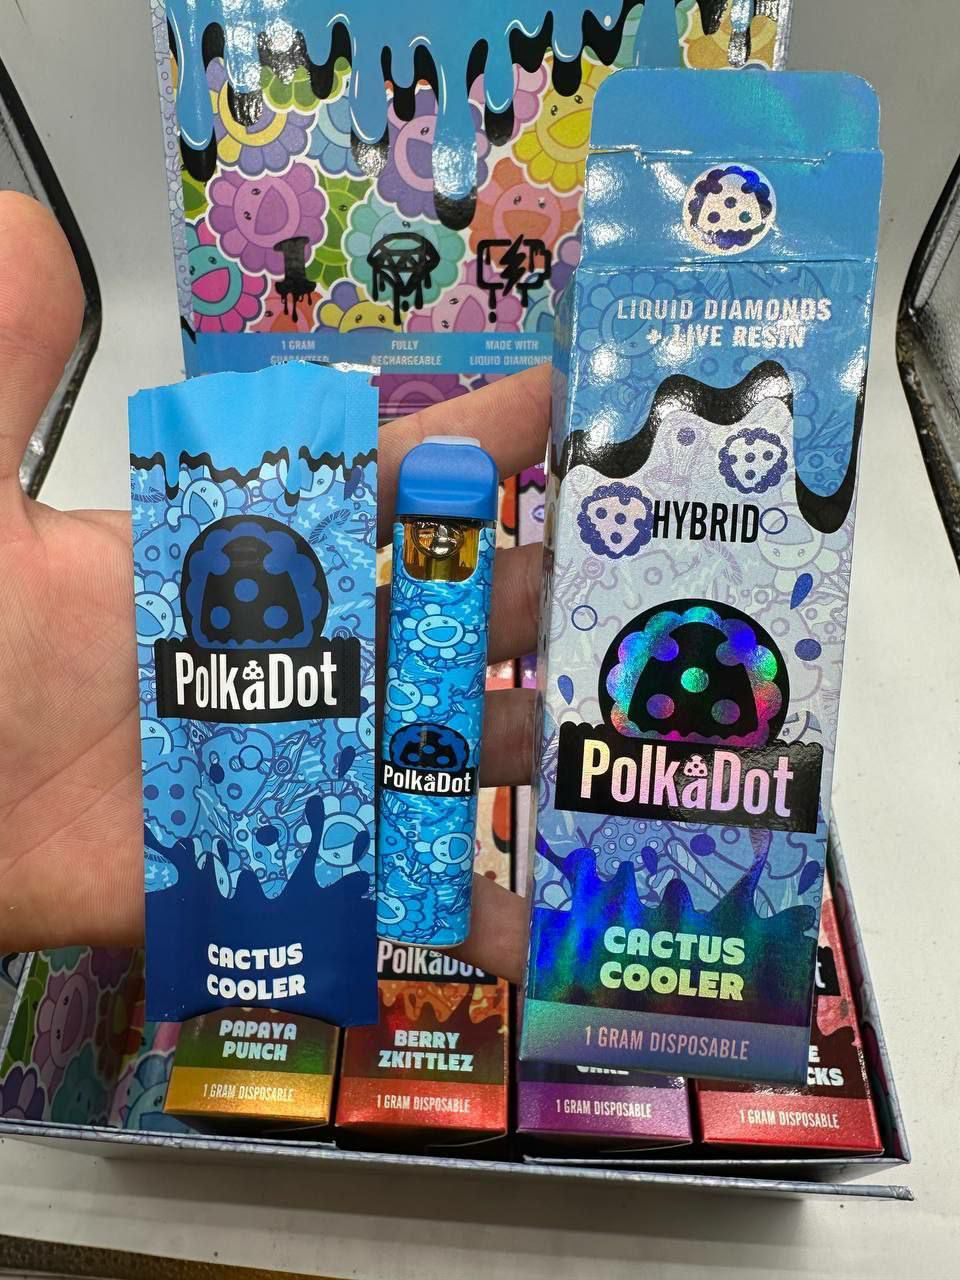 1 GRAM
GUARANTEED
FULLY
RECHARGEABLE
MADE WITH
LIQUID DIAMONDS
LIQUID DIAMONDS
+ LIVE RESIN
HYBRID
PolkaDot
PolkaDot
PolkaDot
CACTUS
COOLER
CACTUS
COOLER
1 GRAM DISPOSABLE
PolkaDot
PAPAYA
PUNCH
1 GRAM DISPOSABLE
BERRY
ZKITTLEZ
1 GRAM DISPOSABLE
1 GRAM DISPOSABLE
1 GRAM DISPOSABLE